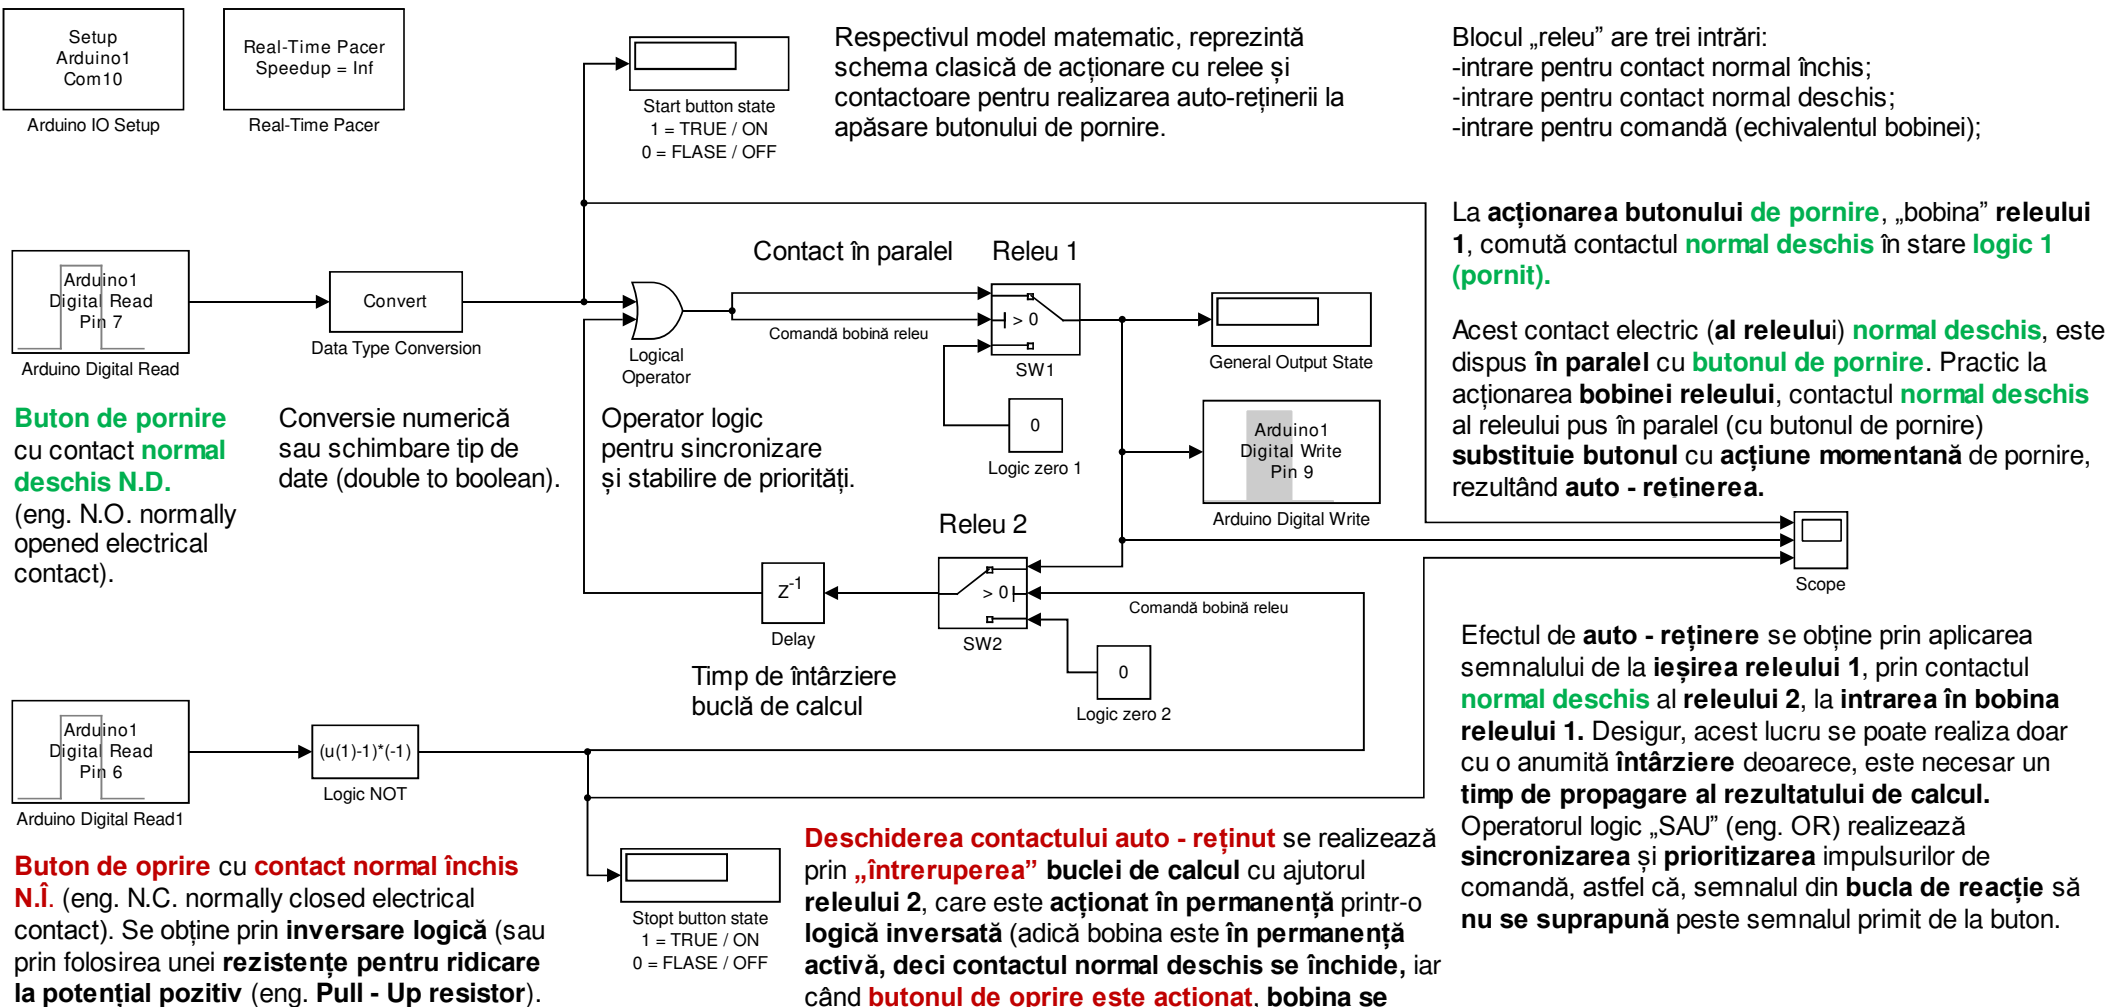 Setup
Arduino1
Com10
Arduino IO Setup
Real-Time Pacer
Speedup = Inf
Real-Time Pacer
Start button state
1 = TRUE / ON
0 = FLASE / OFF
Respectivul model matematic, reprezintă
schema clasică de acționare cu relee și
contactoare pentru realizarea auto-reținerii la
apăsare butonului de pornire.
Blocul „releu” are trei intrări:
-intrare pentru contact normal închis;
-intrare pentru contact normal deschis;
-intrare pentru comandă (echivalentul bobinei);
La acționarea butonului de pornire, „bobina” releului
1, comută contactul normal deschis în stare logic 1
(pornit).
Acest contact electric (al releului) normal deschis, este
dispus în paralel cu butonul de pornire. Practic la
acționarea bobinei releului, contactul normal deschis
al releului pus în paralel (cu butonul de pornire)
substituie butonul cu acțiune momentană de pornire,
rezultând auto - reținerea.
Arduino1
Digital Read
Pin 7
Arduino Digital Read
Convert
Data Type Conversion
Logical
Operator
Contact în paralel
Releu 1
Comandă bobină releu
> 0
SW1
0
Logic zero 1
General Output State
Arduino1
Digital Write
Pin 9
Arduino Digital Write
Buton de pornire
cu contact normal
deschis N.D.
(eng. N.O. normally
opened electrical
contact).
Conversie numerică
sau schimbare tip de
date (double to boolean).
Operator logic
pentru sincronizare
și stabilire de priorități.
Releu 2
> 0
SW2
Comandă bobină releu
0
Logic zero 2
Z-1
Delay
Timp de întârziere
buclă de calcul
Scope
Efectul de auto - reținere se obține prin aplicarea
semnalului de la ieșirea releului 1, prin contactul
normal deschis al releului 2, la intrarea în bobina
releului 1. Desigur, acest lucru se poate realiza doar
cu o anumită întârziere deoarece, este necesar un
timp de propagare al rezultatului de calcul.
Operatorul logic „SAU” (eng. OR) realizează
sincronizarea și prioritizarea impulsurilor de
comandă, astfel că, semnalul din bucla de reacție să
nu se suprapună peste semnalul primit de la buton.
Arduino1
Digital Read
Pin 6
Arduino Digital Read1
(u(1)-1)*(-1)
Logic NOT
Stopt button state
1 = TRUE / ON
0 = FLASE / OFF
Buton de oprire cu contact normal închis
N.Î. (eng. N.C. normally closed electrical
contact). Se obține prin inversare logică (sau
prin folosirea unei rezistențe pentru ridicare
la potențial pozitiv (eng. Pull - Up resistor).
Deschiderea contactului auto - reținut se realizează
prin „întreruperea” buclei de calcul cu ajutorul
releului 2, care este acționat în permanență printr-o
logică inversată (adică bobina este în permanență
activă, deci contactul normal deschis se închide, iar
când butonul de oprire este acționat, bobina se